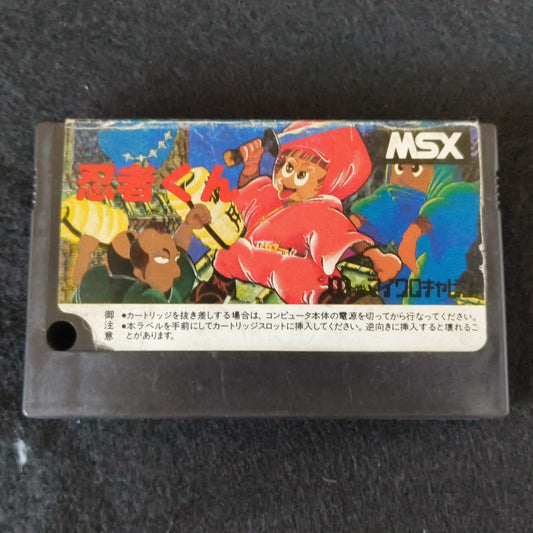 MSX
忍者くん
マイクロキャビン
御注意
●カートリッジを抜き差しする場合は、コンピュータ本体の電源を切ってから行なってください。
●本ラベルを手前にしてカートリッジスロットに挿入してください。逆向きに挿入すると壊れるこ
とがあります。